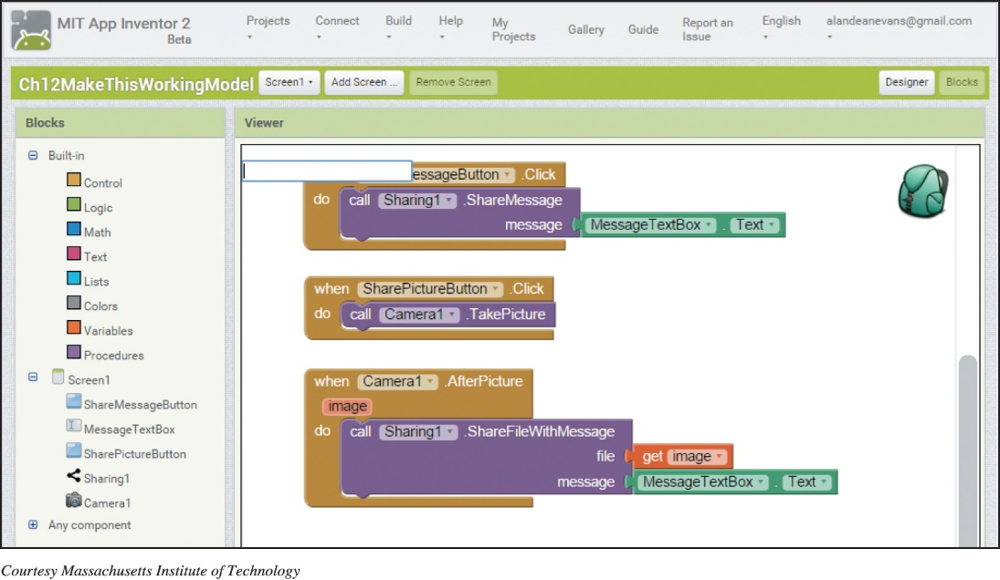 MIT App Inventor 2
Beta
Projects
Connect
Build
Help
My
Projects
Gallery
Guide
Report an
Issue
English
alandeanevans@gmail.com
Ch12MakeThisWorkingModel
Screen1
Add Screen ...
Remove Screen
Designer
Blocks
Blocks
Viewer
Built-in
Control
Logic
Math
Text
Lists
Colors
Variables
Procedures
Screen1
ShareMessageButton
MessageTextBox
SharePictureButton
Sharing1
Camera1
Any component
essageButton .Click
do call Sharing1 .ShareMessage
message MessageTextBox . Text
when SharePictureButton .Click
do call Camera1 .TakePicture
when Camera1 .AfterPicture
image
do call Sharing1 .ShareFileWithMessage
file get image
message MessageTextBox . Text
Courtesy Massachusetts Institute of Technology